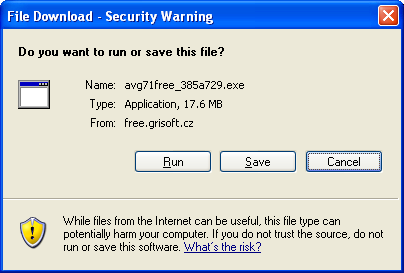 File Download - Security Warning
Do you want to run or save this file?
Name: avg71free_385a729.exe
Type: Application, 17.6 MB
From: free.grisoft.cz
Run Save Cancel
While files from the Internet can be useful, this file type can
potentially harm your computer. If you do not trust the source, do not
run or save this software. What's the risk?